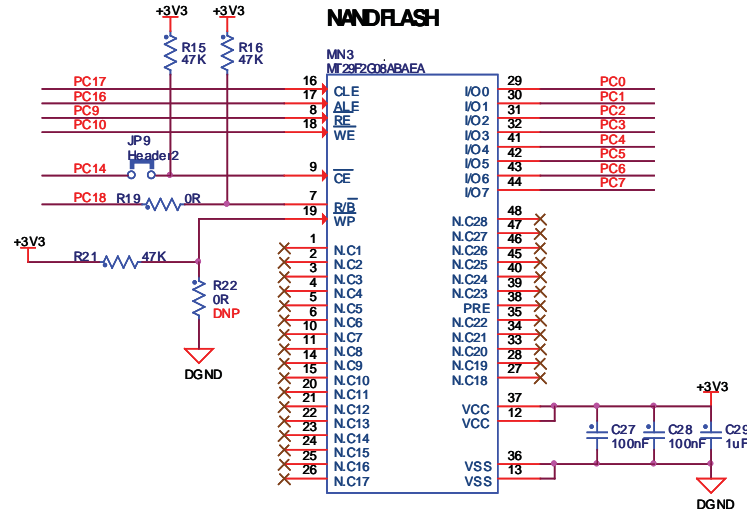 NANDFLASH
+3V3 +3V3
R15
47K
R16
47K
MN3
MT29F2G08ABAEA
PC17 16 CLE 29 I/O0 PC0
PC16 17 ALE 30 I/O1 PC1
PC9 8 RE 31 I/O2 PC2
PC10 18 WE 32 I/O3 PC3
41 I/O4 PC4
JP9
Header2
42 I/O5 PC5
PC14 9 CE 43 I/O6 PC6
44 I/O7 PC7
PC18 R19 0R 7 R/B
19 WP 48 N.C28
47 N.C27
+3V3 R21 47K
1 N.C1 46 N.C26
2 N.C2 45 N.C25
3 N.C3 40 N.C24
4 N.C4 39 N.C23
5 N.C5 38 PRE
6 N.C6 35 N.C22
10 N.C7 34 N.C21
11 N.C8 33 N.C20
14 N.C9 28 N.C19
15 N.C10 27 N.C18
R22
0R
DNP
DGND
20 N.C11
21 N.C12 37 VCC
22 N.C13 12 VCC
23 N.C14
24 N.C15
25 N.C16 36 VSS
26 N.C17 13 VSS
+3V3
C27
100nF
C28
100nF
C29
1uF
DGND